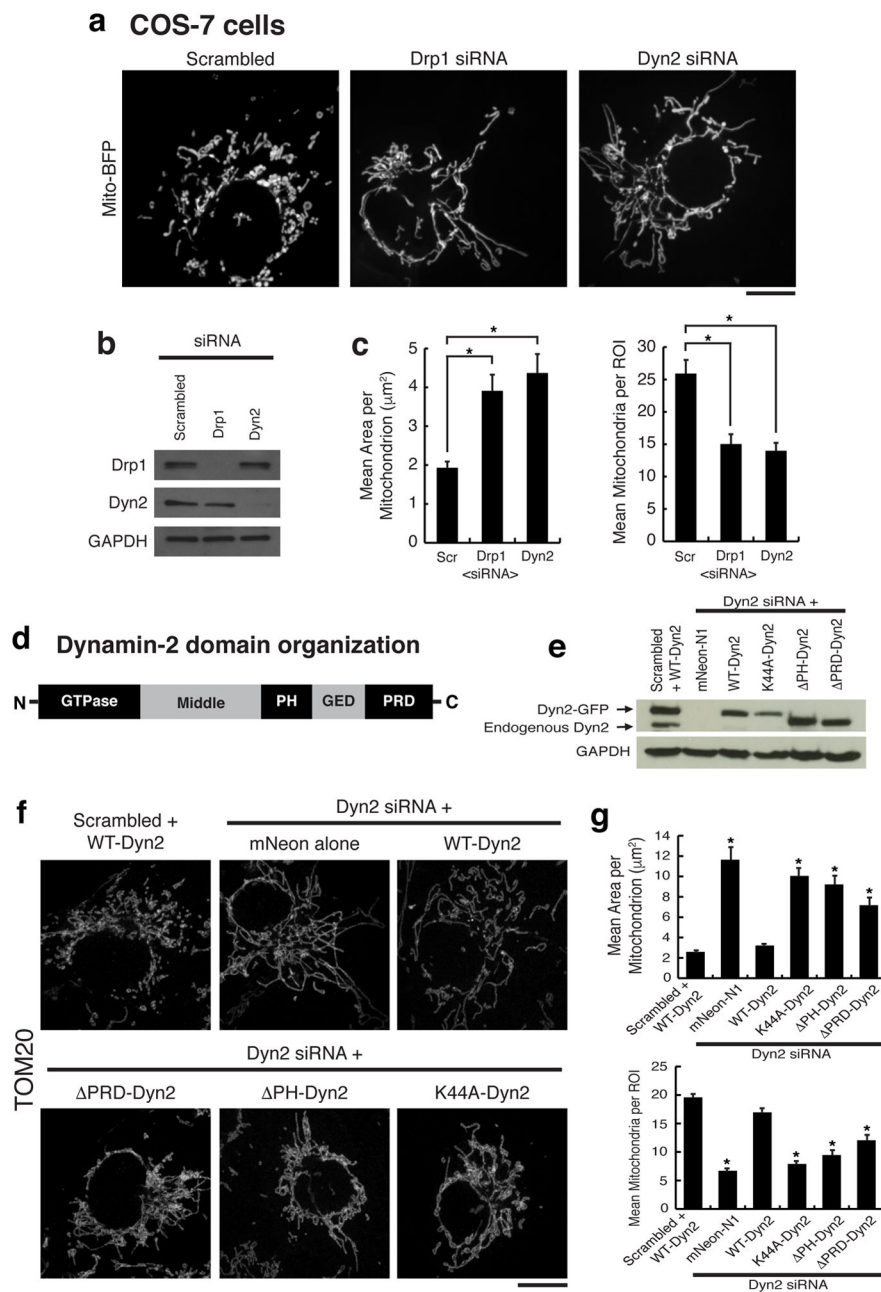 a COS-7 cells
Scrambled
Drp1 siRNA
Dyn2 siRNA
Mito-BFP
b
siRNA
Scrambled
Drp1
Dyn2
Drp1
Dyn2
GAPDH
c
Mean Area per
Mitochondrion (µm²)
5
4
3
2
1
0
*
*
Scr Drp1 Dyn2
<siRNA>
Mean Mitochondria per ROI
30
25
20
15
10
5
0
*
*
Scr Drp1 Dyn2
<siRNA>
d Dynamin-2 domain organization
N GTPase Middle PH GED PRD C
e
Dyn2 siRNA +
Scrambled
+ WT-Dyn2
mNeon-N1
WT-Dyn2
K44A-Dyn2
ΔPH-Dyn2
ΔPRD-Dyn2
Dyn2-GFP
Endogenous Dyn2
GAPDH
f
TOM20
Scrambled +
WT-Dyn2
Dyn2 siRNA +
mNeon alone
WT-Dyn2
Dyn2 siRNA +
ΔPRD-Dyn2
ΔPH-Dyn2
K44A-Dyn2
g
Mean Area per
Mitochondrion (µm²)
14
12
10
8
6
4
2
0
* * * *
Scrambled +
WT-Dyn2
mNeon-N1
WT-Dyn2
K44A-Dyn2
ΔPH-Dyn2
ΔPRD-Dyn2
Dyn2 siRNA
Mean Mitochondria per ROI
25
20
15
10
5
0
* * * *
Scrambled +
WT-Dyn2
mNeon-N1
WT-Dyn2
K44A-Dyn2
ΔPH-Dyn2
ΔPRD-Dyn2
Dyn2 siRNA